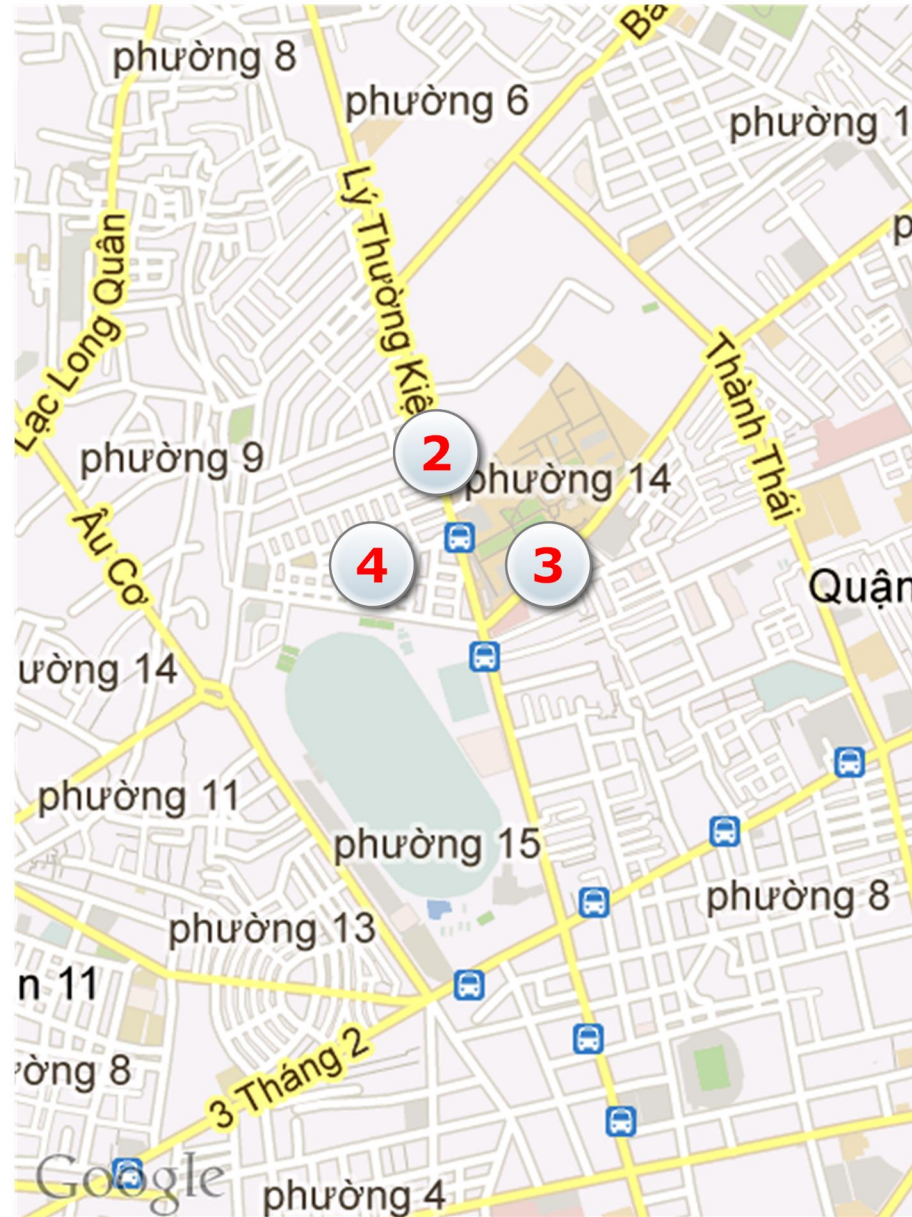 Ba
phường 8
phường 6
phường 1
Lý Thường Kiệ
p
Lạc Long Quân
Thành Thái
phường 9
2
phường 14
Âu Cơ
4
3
Quận
ường 14
phường 11
phường 15
phường 8
phường 13
n 11
ường 8
3 Tháng 2
Google
phường 4